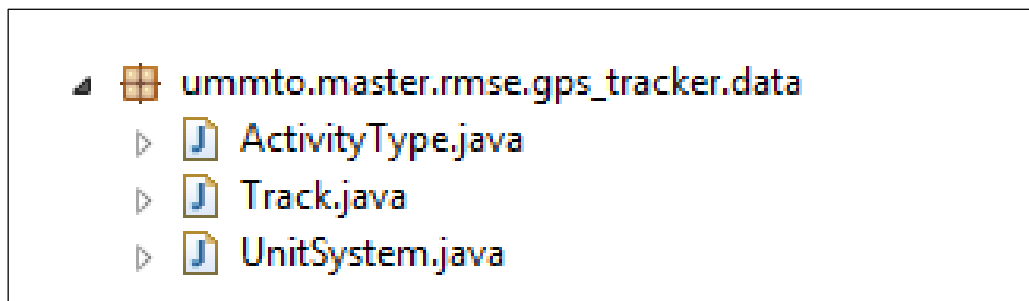 ummto.master.rmse.gps_tracker.data
ActivityType.java
Track.java
UnitSystem.java